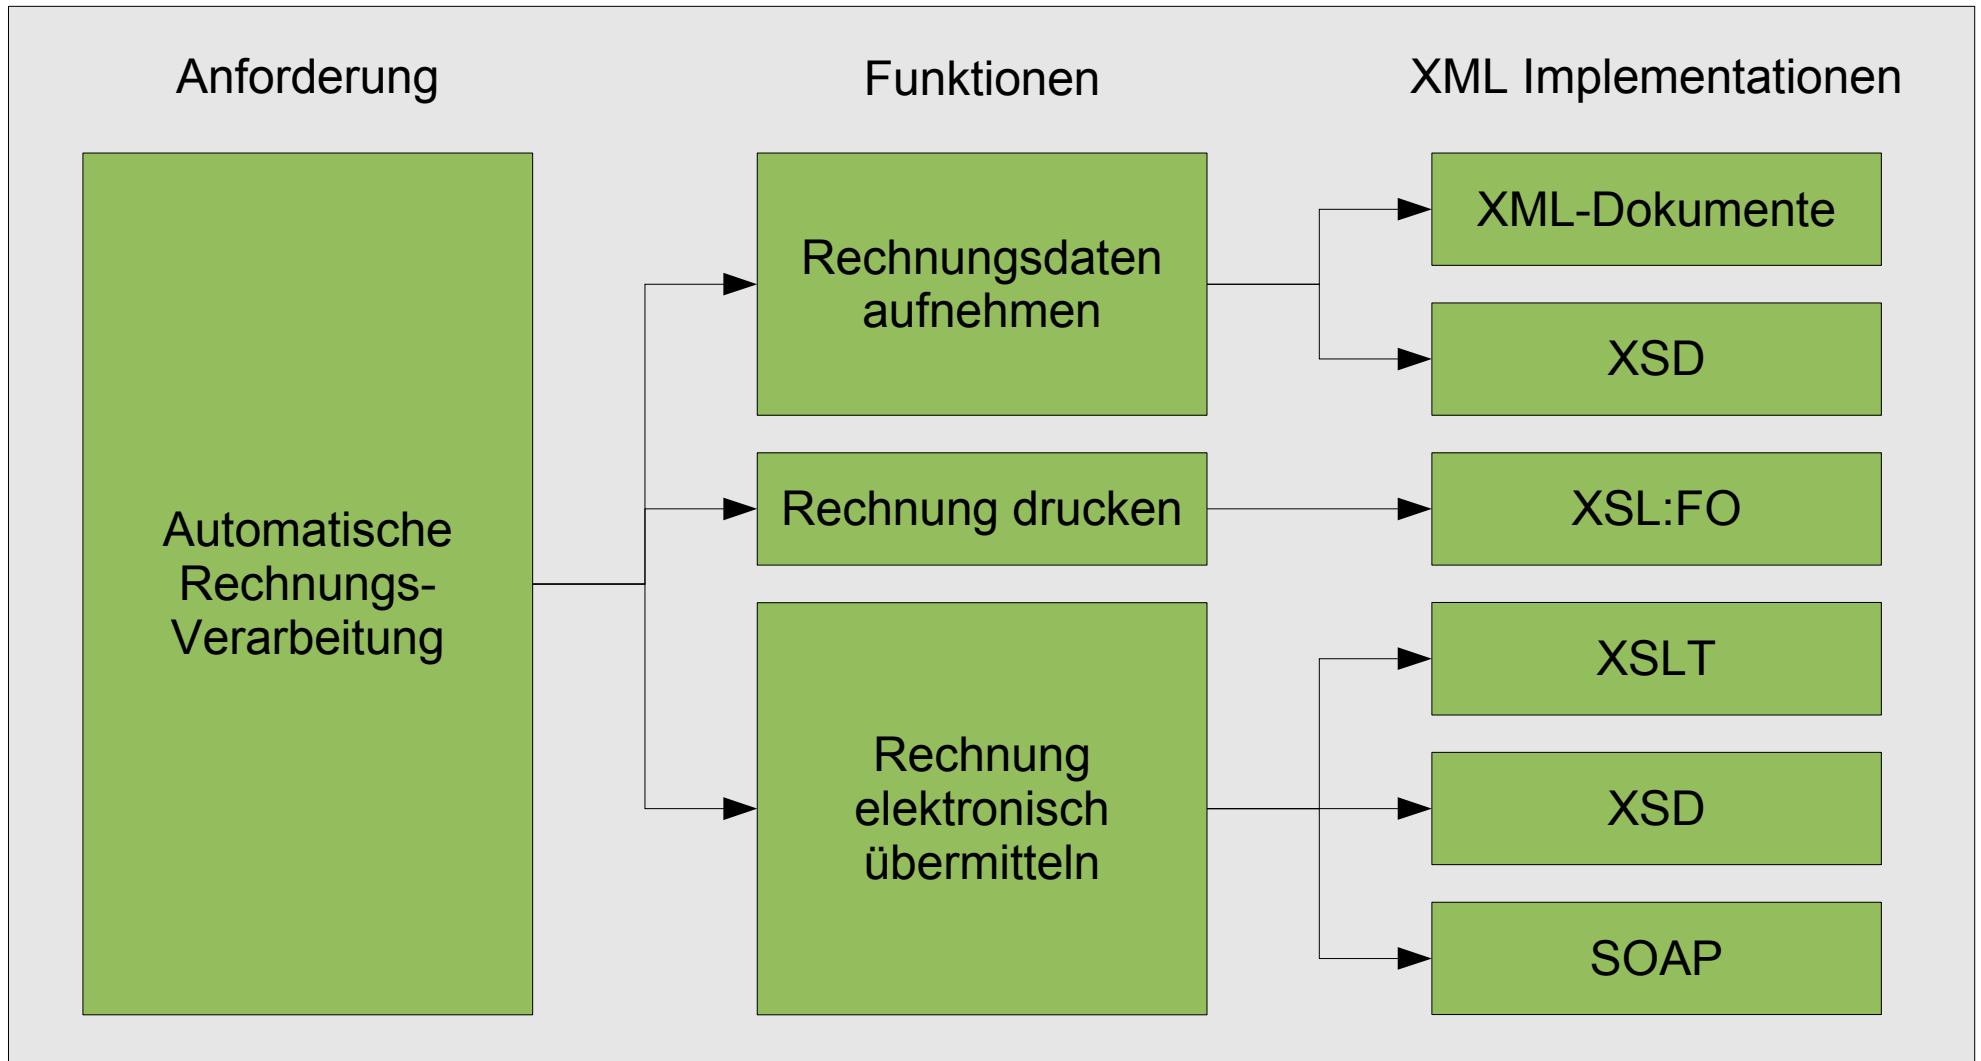 Anforderung
Funktionen
XML Implementationen
Automatische
Rechnungs-
Verarbeitung
Rechnungsdaten
aufnehmen
Rechnung drucken
Rechnung
elektronisch
übermitteln
XML-Dokumente
XSD
XSL:FO
XSLT
XSD
SOAP